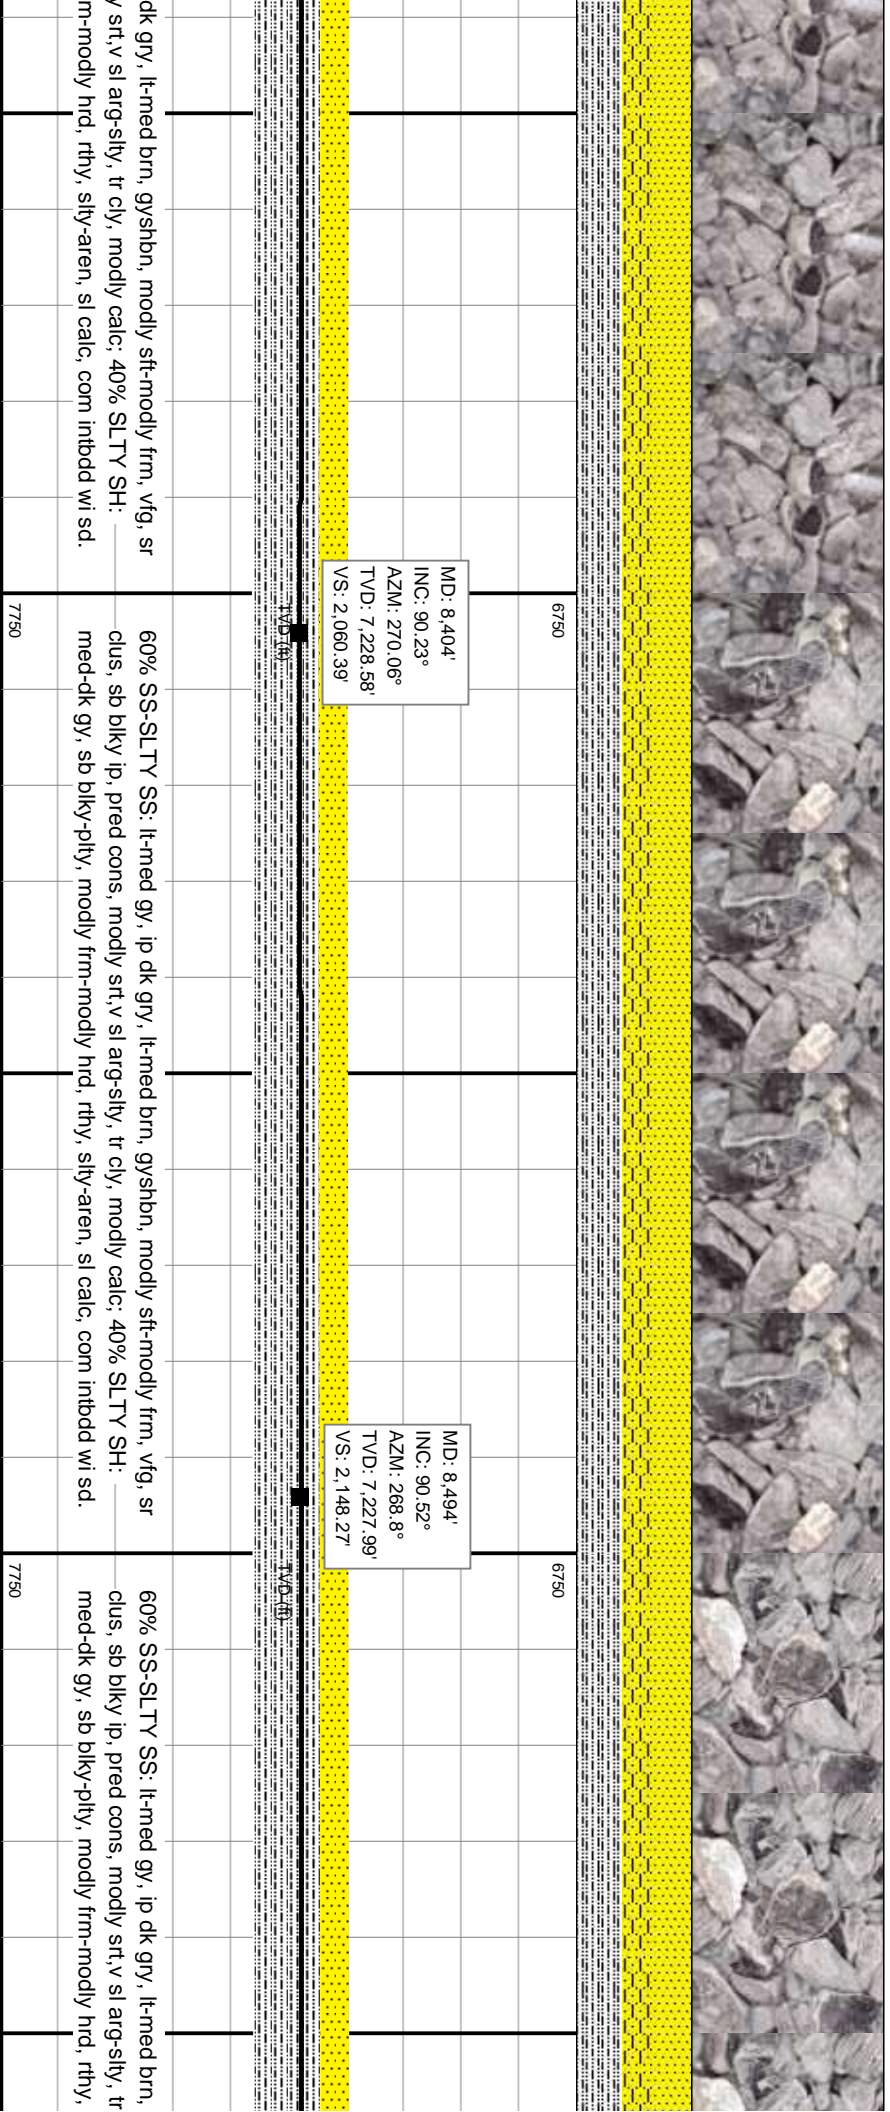 dk gry, lt-med brn, gyshbn, modly sft-modly frm, vfg, sr
srt,v sl arg-slty, tr cly, modly calc; 40% SLTY SH:
m-modly hrd, rthy, slty-aren, sl calc, com intbdd wi sd.
6750
MD: 8,404'
INC: 90.23°
AZM: 270.06°
TVD: 7,228.58'
VS: 2,060.39'
TVD (ft)
7750
60% SS-SLTY SS: lt-med gy, ip dk gry, lt-med brn, gyshbn, modly sft-modly frm, vfg, sr
clus, sb blky ip, pred cons, modly srt,v sl arg-slty, tr cly, modly calc; 40% SLTY SH:
med-dk gy, sb blky-plty, modly frm-modly hrd, rthy, slty-aren, sl calc, com intbdd wi sd.
MD: 8,494'
INC: 90.52°
AZM: 268.8°
TVD: 7,227.99'
VS: 2,148.27'
6750
TVD (ft)
7750
60% SS-SLTY SS: lt-med gy, ip dk gry, lt-med brn,
clus, sb blky ip, pred cons, modly srt,v sl arg-slty, tr
med-dk gy, sb blky-plty, modly frm-modly hrd, rthy,